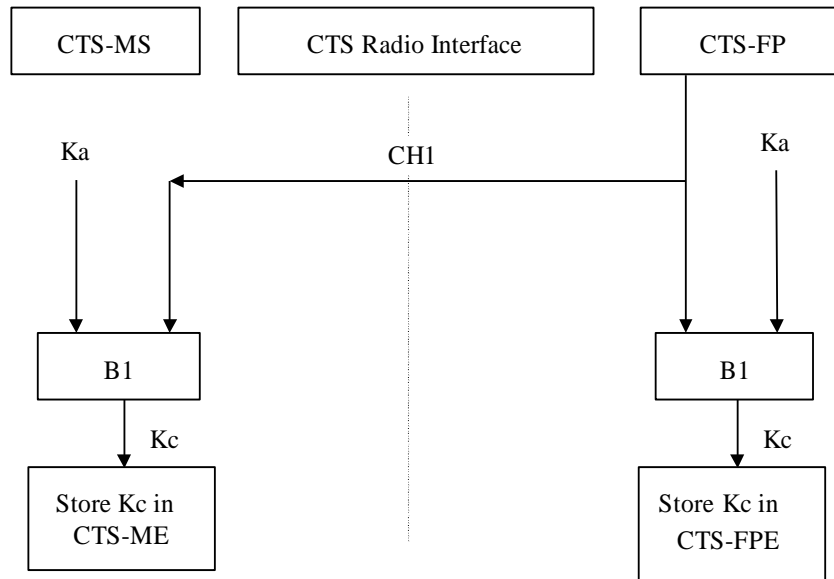 CTS-MS
CTS Radio Interface
CTS-FP
Ka
CH1
Ka
B1
B1
Kc
Kc
Store Kc in
CTS-ME
Store Kc in
CTS-FPE